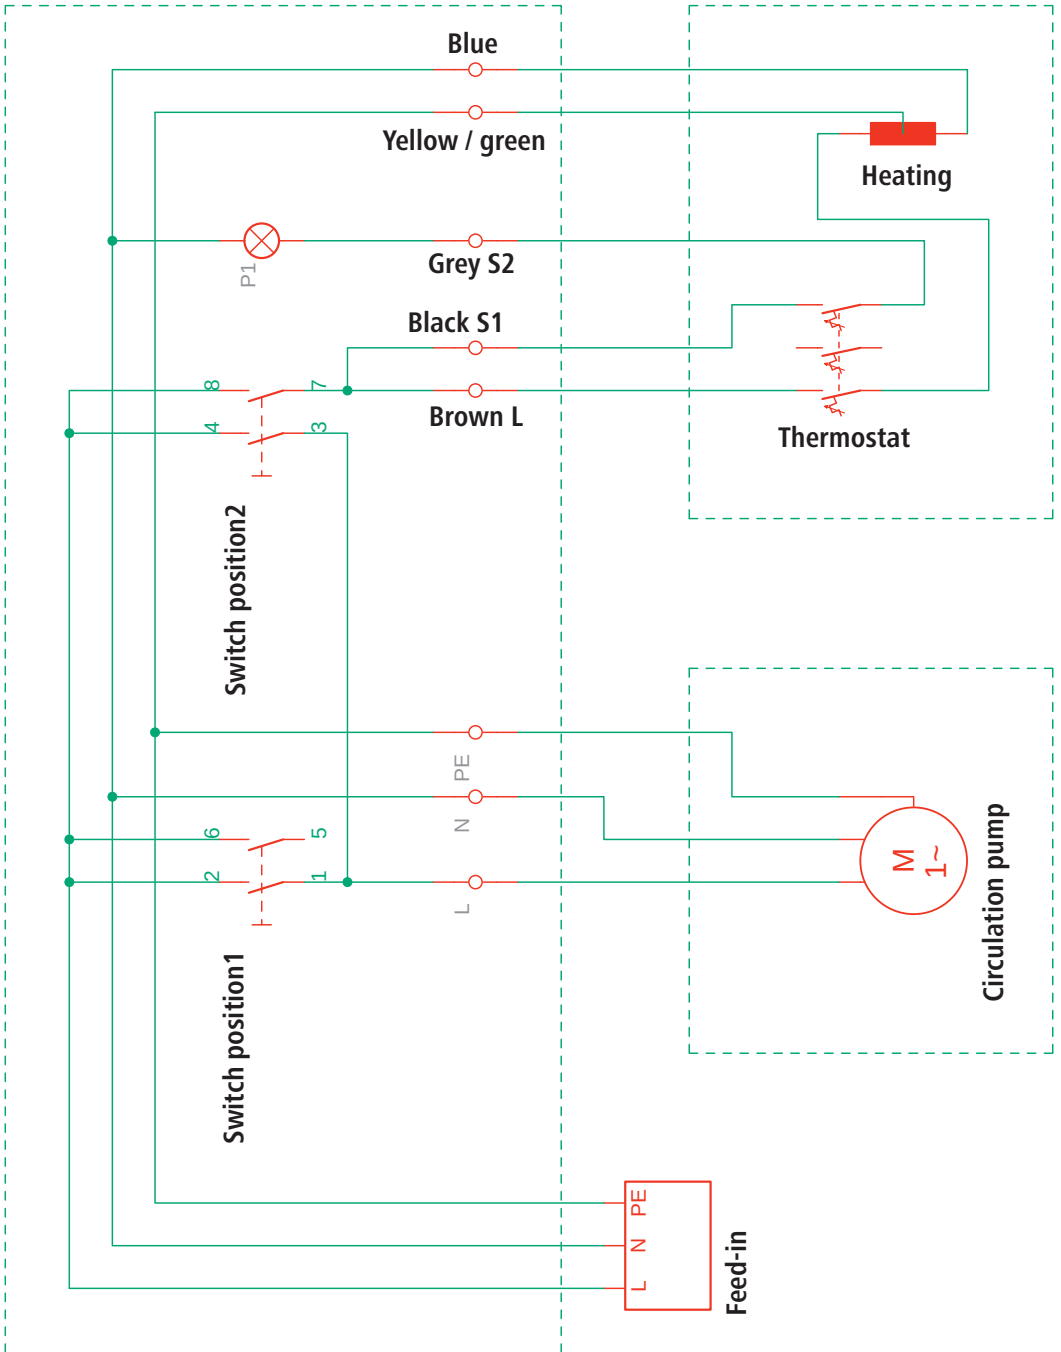 Blue
Yellow / green
Heating
P1
Grey S2
Black S1
8
7
Brown L
4
3
Thermostat
Switch position2
PE
N
6
5
2
1
L
M
1~
Circulation pump
Switch position1
PE
N
L
Feed-in